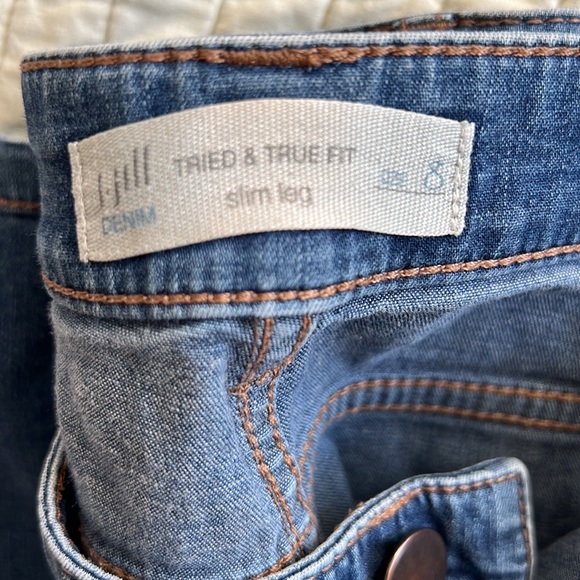 J.Jill
DENIM
TRIED & TRUE FIT
slim leg
size 8